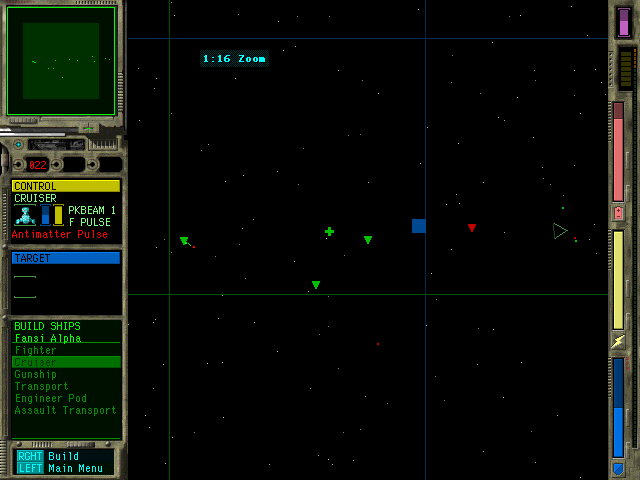 1:16 Zoom
022
CONTROL
CRUISER
PKBEAM 1
F PULSE
Antimatter Pulse
TARGET
BUILD SHIPS
Fansi Alpha
Fighter
Cruiser
Gunship
Transport
Engineer Pod
Assault Transport
RGHT Build
LEFT Main Menu